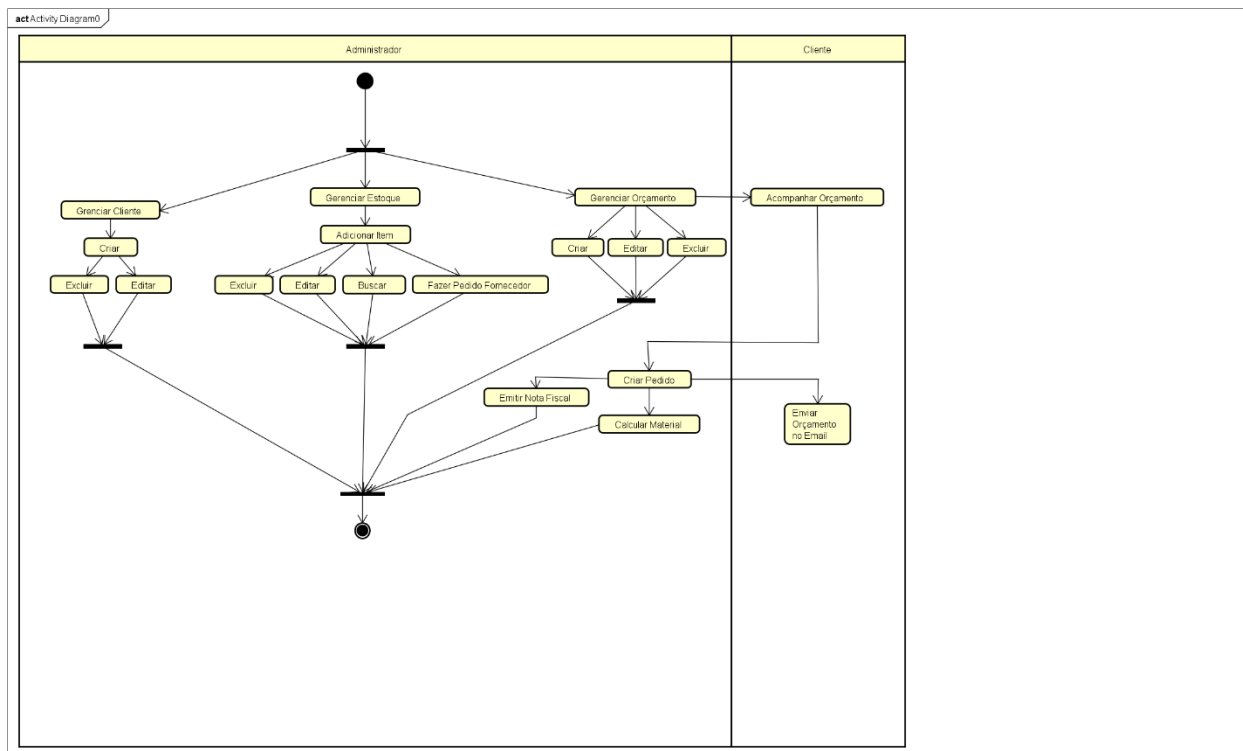 act Activity Diagram0
Administrador
Cliente
Gerenciar Estoque
Gerenciar Orçamento
Acompanhar Orçamento
Grenciar Cliente
Adicionar Item
Criar
Criar
Editar
Excluir
Excluir
Editar
Excluir
Editar
Buscar
Fazer Pedido Fornecedor
Criar Pedido
Emitir Nota Fiscal
Calcular Material
Enviar
Orçamento
no Email